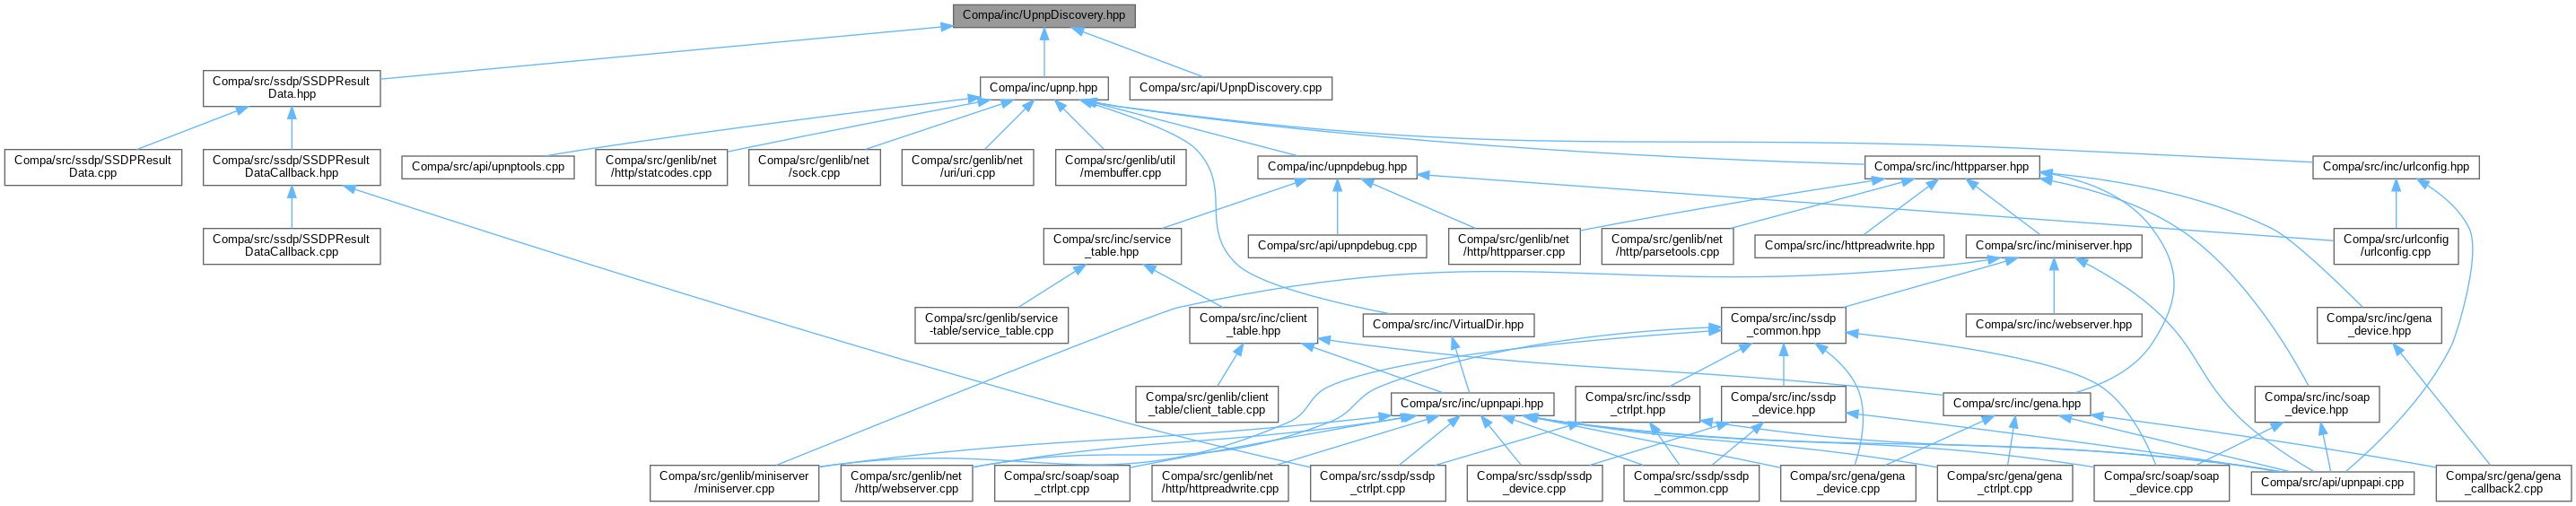 Compa/inc/UpnpDiscovery.hpp
Compa/src/ssdp/SSDPResult
Data.hpp
Compa/inc/upnp.hpp
Compa/src/api/UpnpDiscovery.cpp
Compa/src/ssdp/SSDPResult
Data.cpp
Compa/src/ssdp/SSDPResult
DataCallback.hpp
Compa/src/api/upnptools.cpp
Compa/src/genlib/net
/http/statcodes.cpp
Compa/src/genlib/net
/sock.cpp
Compa/src/genlib/net
/uri/uri.cpp
Compa/src/genlib/util
/membuffer.cpp
Compa/inc/upnpdebug.hpp
Compa/src/inc/httpparser.hpp
Compa/src/inc/urlconfig.hpp
Compa/src/ssdp/SSDPResult
DataCallback.cpp
Compa/src/inc/service
_table.hpp
Compa/src/api/upnpdebug.cpp
Compa/src/genlib/net
/http/httpparser.cpp
Compa/src/genlib/net
/http/parsetools.cpp
Compa/src/inc/httpreadwrite.hpp
Compa/src/inc/miniserver.hpp
Compa/src/urlconfig
/urlconfig.cpp
Compa/src/genlib/service
-table/service_table.cpp
Compa/src/inc/client
_table.hpp
Compa/src/inc/VirtualDir.hpp
Compa/src/inc/ssdp
_common.hpp
Compa/src/inc/webserver.hpp
Compa/src/inc/gena
_device.hpp
Compa/src/genlib/client
_table/client_table.cpp
Compa/src/inc/upnpapi.hpp
Compa/src/inc/ssdp
_ctrlpt.hpp
Compa/src/inc/ssdp
_device.hpp
Compa/src/inc/gena.hpp
Compa/src/inc/soap
_device.hpp
Compa/src/genlib/miniserver
/miniserver.cpp
Compa/src/genlib/net
/http/webserver.cpp
Compa/src/soap/soap
_ctrlpt.cpp
Compa/src/genlib/net
/http/httpreadwrite.cpp
Compa/src/ssdp/ssdp
_ctrlpt.cpp
Compa/src/ssdp/ssdp
_device.cpp
Compa/src/ssdp/ssdp
_common.cpp
Compa/src/gena/gena
_device.cpp
Compa/src/gena/gena
_ctrlpt.cpp
Compa/src/soap/soap
_device.cpp
Compa/src/api/upnpapi.cpp
Compa/src/gena/gena
_callback2.cpp